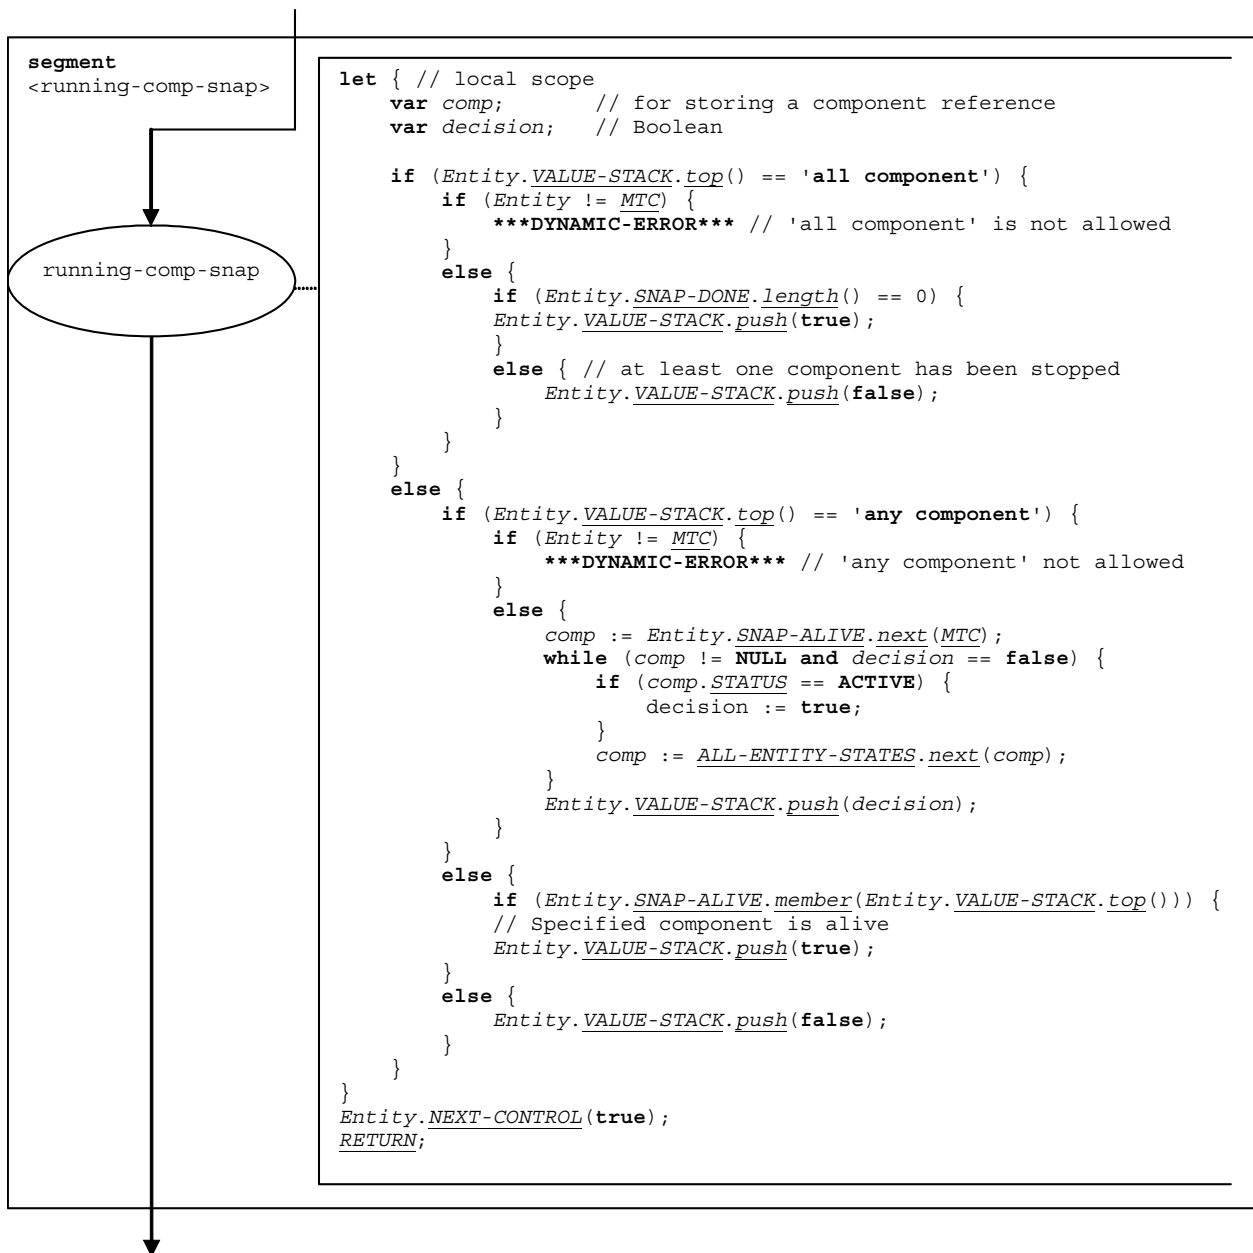 segment
<running-comp-snap>
running-comp-snap
let { // local scope
    var comp;       // for storing a component reference
    var decision;   // Boolean
    if (Entity.VALUE-STACK.top() == 'all component') {
        if (Entity != MTC) {
            ***DYNAMIC-ERROR*** // 'all component' is not allowed
        }
        else {
            if (Entity.SNAP-DONE.length() == 0) {
            Entity.VALUE-STACK.push(true);
            }
            else { // at least one component has been stopped
                Entity.VALUE-STACK.push(false);
            }
        }
    }
    else {
        if (Entity.VALUE-STACK.top() == 'any component') {
            if (Entity != MTC) {
                ***DYNAMIC-ERROR*** // 'any component' not allowed
            }
            else {
                comp := Entity.SNAP-ALIVE.next(MTC);
                while (comp != NULL and decision == false) {
                    if (comp.STATUS == ACTIVE) {
                        decision := true;
                    }
                    comp := ALL-ENTITY-STATES.next(comp);
                }
                Entity.VALUE-STACK.push(decision);
            }
        }
        else {
            if (Entity.SNAP-ALIVE.member(Entity.VALUE-STACK.top())) {
            // Specified component is alive
            Entity.VALUE-STACK.push(true);
        }
        else {
            Entity.VALUE-STACK.push(false);
        }
    }
}
Entity.NEXT-CONTROL(true);
RETURN;